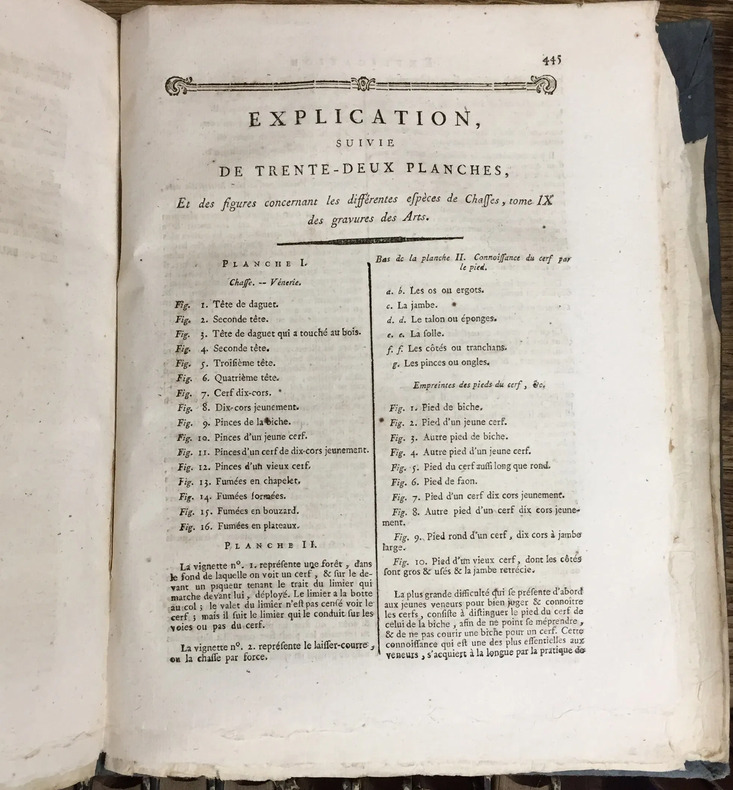 445
EXPLICATION,
SUIVIE
DE TRENTE-DEUX PLANCHES,
Et des figures concernant les différentes eſpèces de Chaſſes, tome IX
des gravures des Arts.
PLANCHE I.
Chaſſe. — Vénerie.
Fig. 1. Tête de daguet.
Fig. 2. Seconde tête.
Fig. 3. Tête de daguet qui a touché au bois.
Fig. 4. Seconde tête.
Fig. 5. Troiſième tête.
Fig. 6. Quatrième tête.
Fig. 7. Cerf dix-cors.
Fig. 8. Dix-cors jeunement.
Fig. 9. Pinces de la biche.
Fig. 10. Pinces d'un jeune cerf.
Fig. 11. Pinces d'un cerf de dix-cors jeunement.
Fig. 12. Pinces d'un vieux cerf.
Fig. 13. Fumées en chapelet.
Fig. 14. Fumées formées.
Fig. 15. Fumées en bouzard.
Fig. 16. Fumées en plateaux.
PLANCHE II.
La vignette nº. 1. repréſente une forêt, dans
le fond de laquelle on voit un cerf, & ſur le de-
vant un piqueur tenant le trait du limier qui
marche devant lui, déployé. Le limier a la botte
au col; le valet du limier n'eſt pas cenſé voir le
cerf; mais il ſuit le limier qui le conduit ſur les
voies ou pas du cerf.
La vignette nº. 2. repréſente le laiſſer-courre,
ou la chaſſe par force.
Bas de la planche II. Connoiſſance du cerf par
le pied.
a. b. Les os ou ergots.
c. La jambe.
d. d. Le talon ou éponges.
e. e. La ſolle.
f. f. Les côtés ou tranchans.
g. Les pinces ou ongles.
Empreintes des pieds du cerf, &c.
Fig. 1. Pied de biche.
Fig. 2. Pied d'un jeune cerf.
Fig. 3. Autre pied de biche.
Fig. 4. Autre pied d'un jeune cerf.
Fig. 5. Pied du cerf auſſi long que rond.
Fig. 6. Pied de faon.
Fig. 7. Pied d'un cerf dix cors jeunement.
Fig. 8. Autre pied d'un cerf dix cors jeune-
ment.
Fig. 9. Pied rond d'un cerf, dix cors à jambe
large.
Fig. 10. Pied d'un vieux cerf, dont les côtés
ſont gros & uſés & la jambe retrécie.
La plus grande difficulté qui ſe préſente d'abord
aux jeunes veneurs pour bien juger & connoître
les cerfs, conſiſte à diſtinguer le pied du cerf de
celui de la biche, afin de ne point ſe méprendre,
& de ne pas courir une biche pour un cerf. Cette
connoiſſance qui eſt une des plus eſſentielles aux
veneurs, s'acquiert à la longue par la pratique de